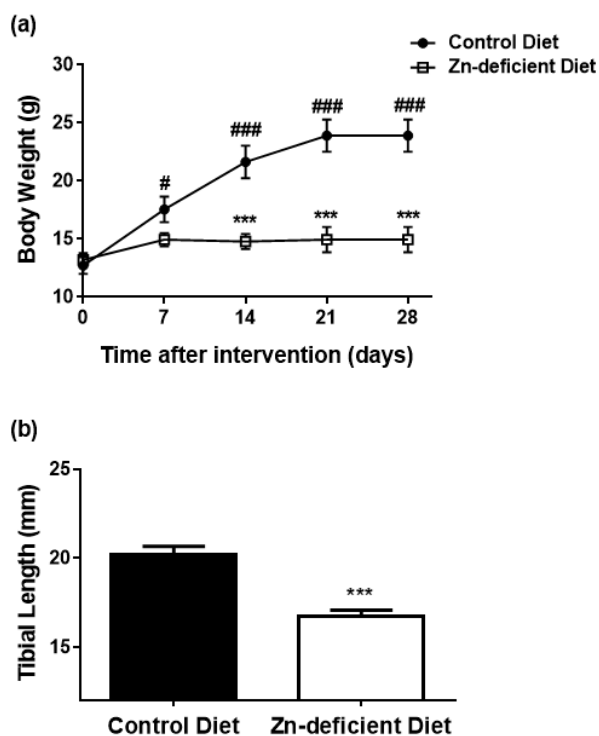 (a)
Control Diet
Zn-deficient Diet
Body Weight (g)
30
25
20
15
10
#
###
###
###
***
***
***
0 7 14 21 28
Time after intervention (days)
(b)
Tibial Length (mm)
25
20
15
***
Control Diet Zn-deficient Diet